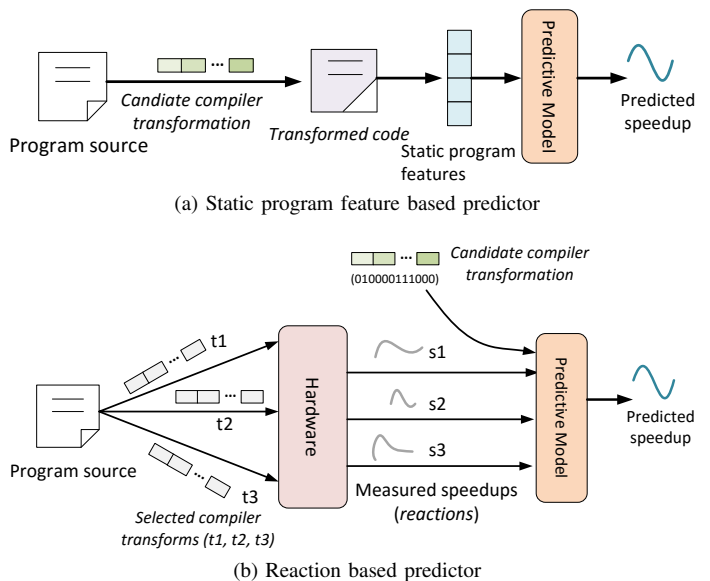 Program source
Candiate compiler
transformation
Transformed code
Static program
features
Predictive Model
Predicted
speedup
(a) Static program feature based predictor
Candidate compiler
transformation
(010000111000)
Program source
t1
t2
t3
Selected compiler
transforms (t1, t2, t3)
Hardware
s1
s2
s3
Measured speedups
(reactions)
Predictive Model
Predicted
speedup
(b) Reaction based predictor